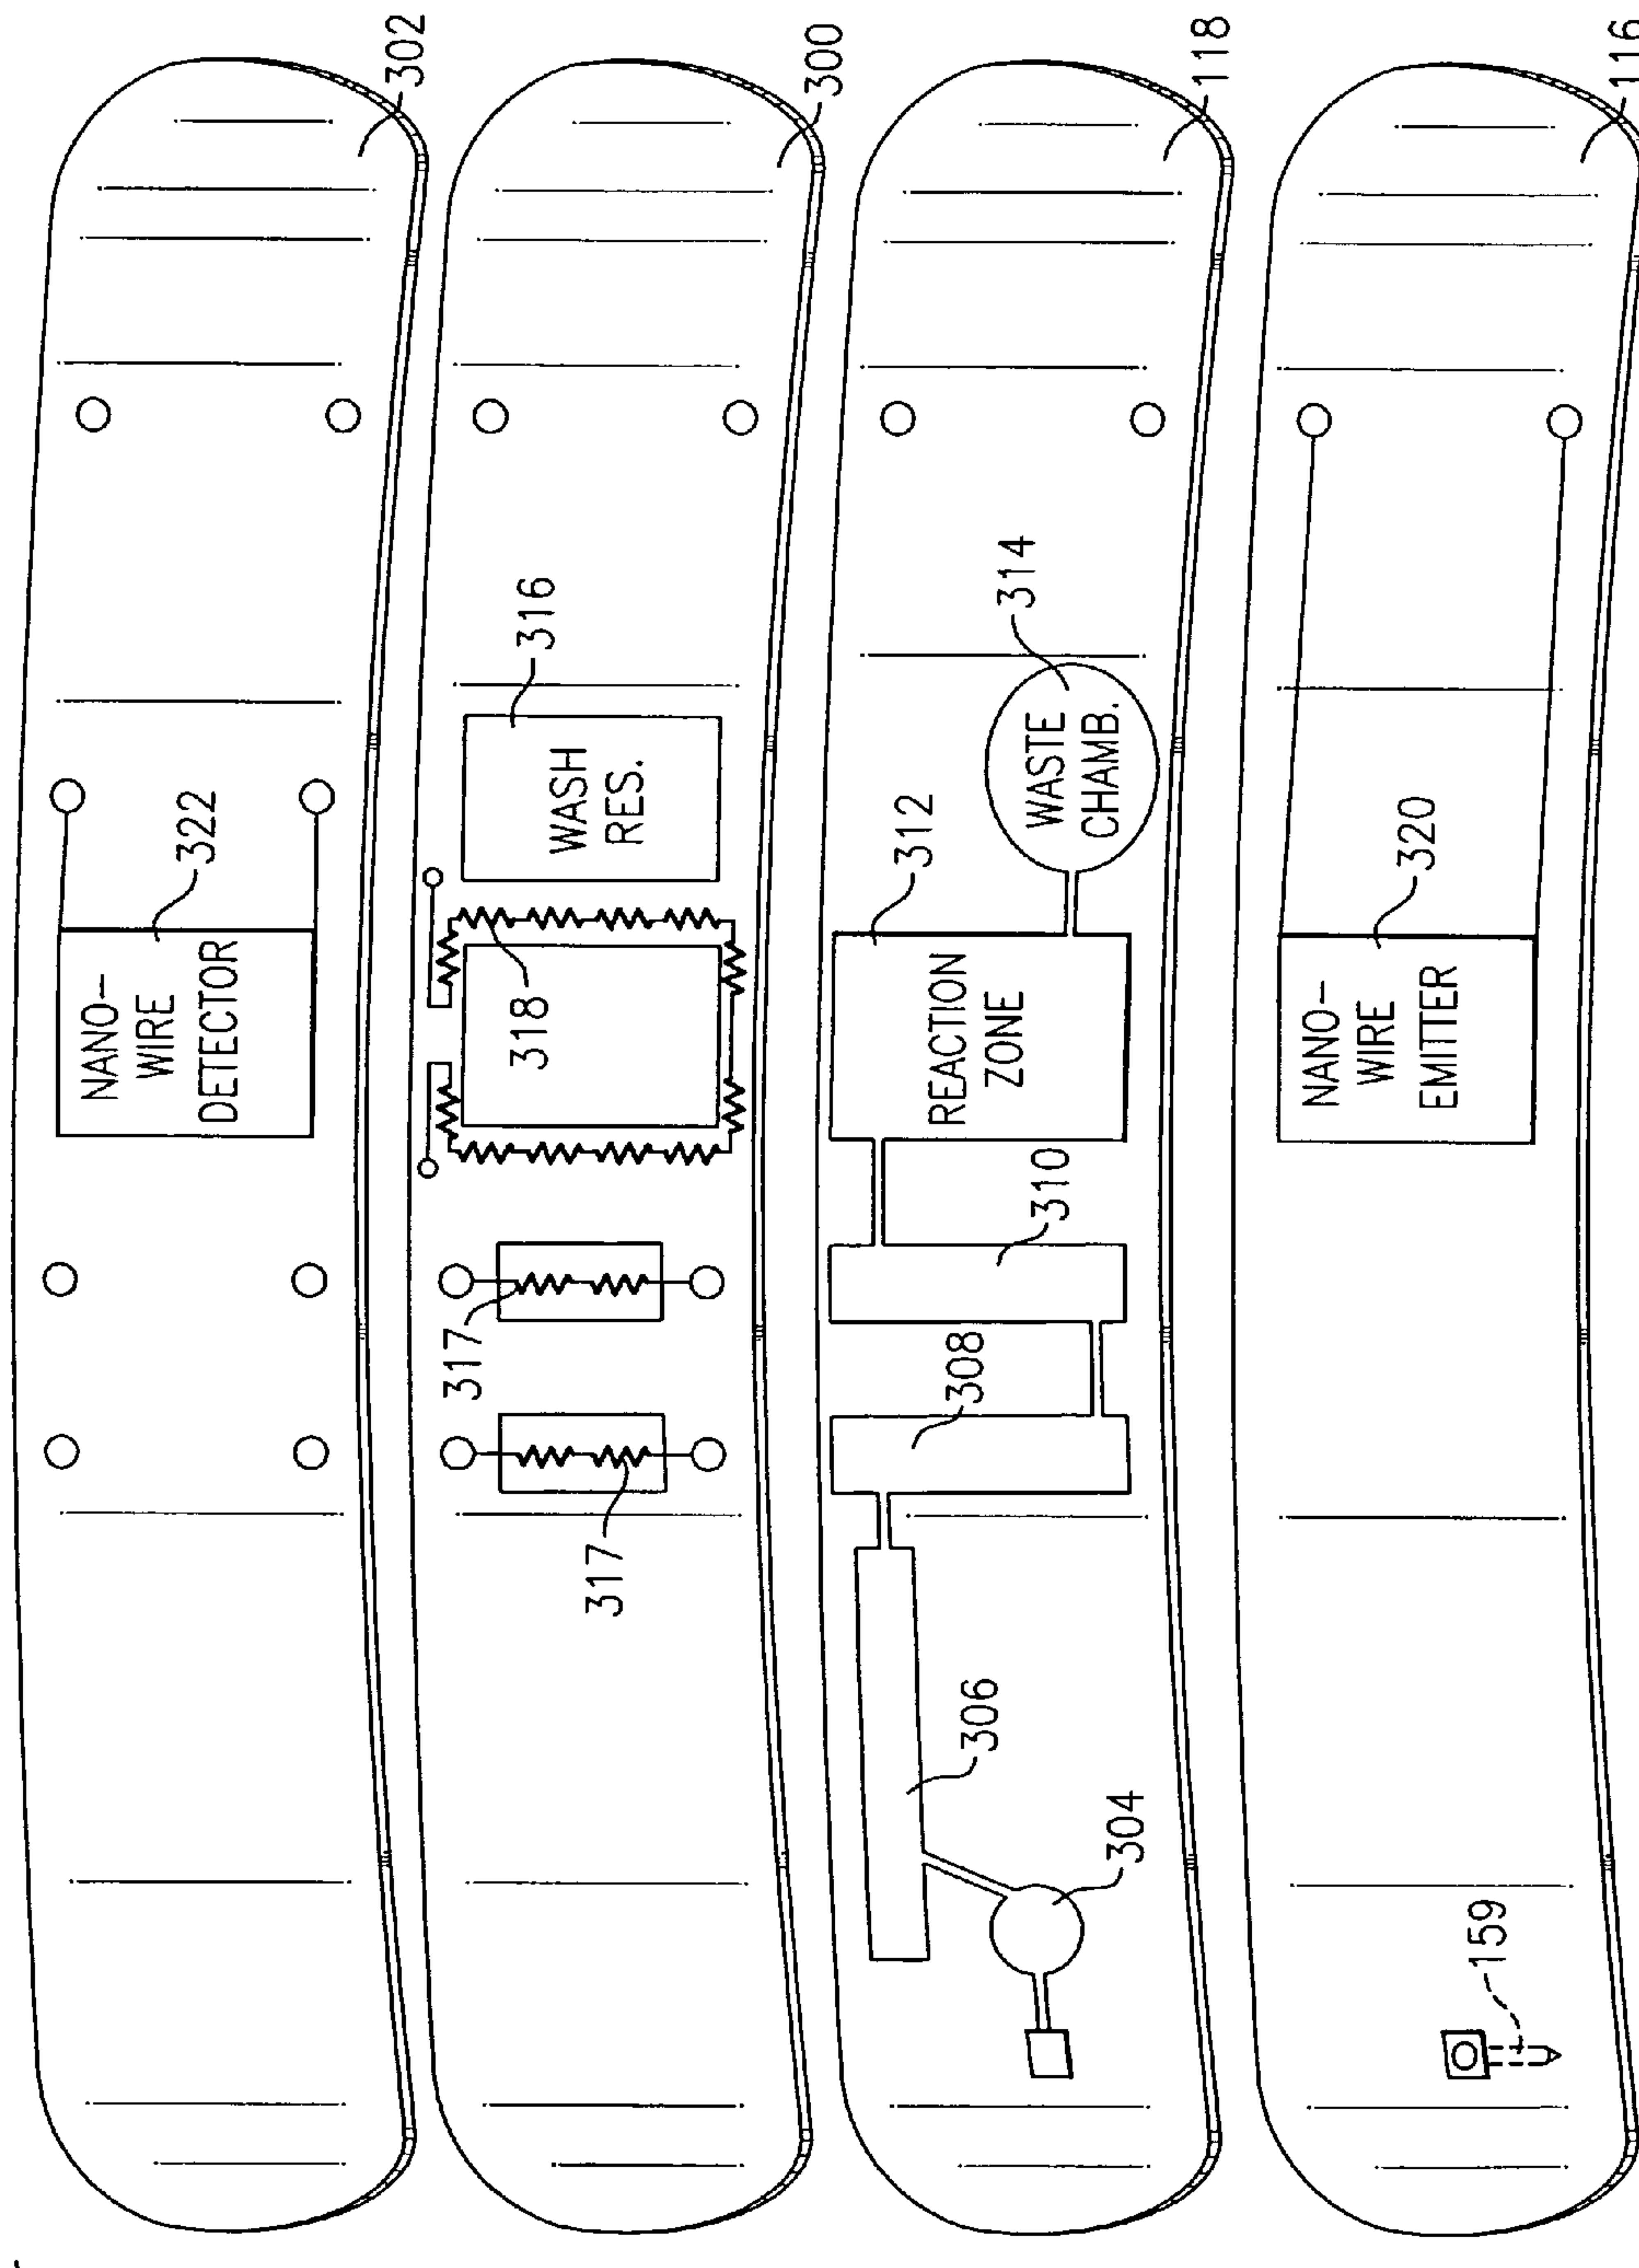 302
NANO-
WIRE
DETECTOR
322
300
WASH
RES.
316
318
317
317
118
WASTE
CHAMB.
314
REACTION
ZONE
312
310
308
306
304
116
NANO-
WIRE
EMITTER
320
159